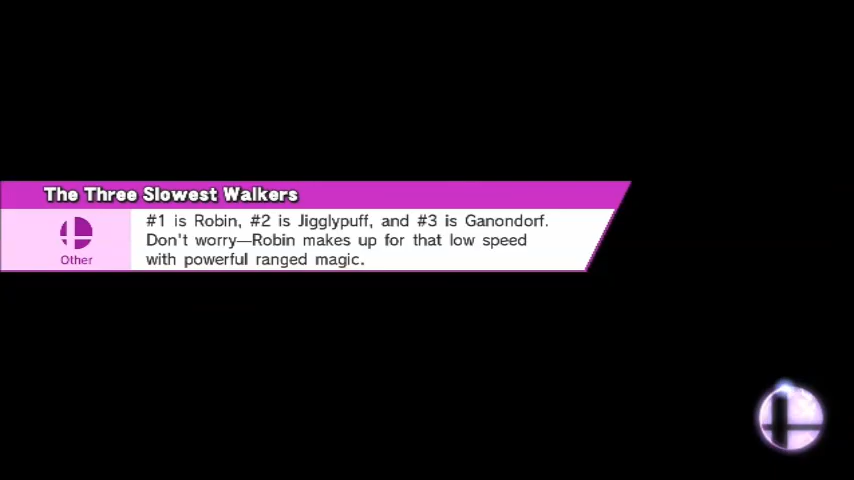 The Three Slowest Walkers
#1 is Robin, #2 is Jigglypuff, and #3 is Ganondorf.
Don't worry—Robin makes up for that low speed
with powerful ranged magic.
Other